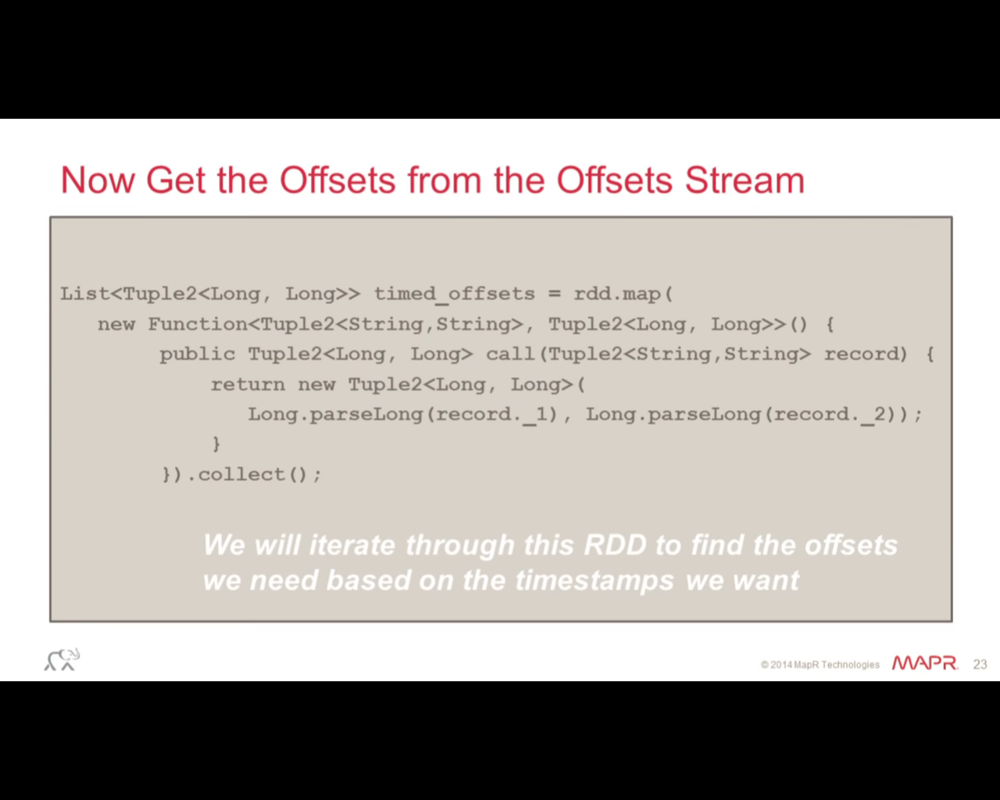 Now Get the Offsets from the Offsets Stream
List<Tuple2<Long, Long>> timed_offsets = rdd.map(
new Function<Tuple2<String,String>, Tuple2<Long, Long>>() {
public Tuple2<Long, Long> call(Tuple2<String,String> record) {
return new Tuple2<Long, Long>(
Long.parseLong(record._1), Long.parseLong(record._2));
}
}).collect();
We will iterate through this RDD to find the offsets
we need based on the timestamps we want
© 2014 MapR Technologies MAPR. 23